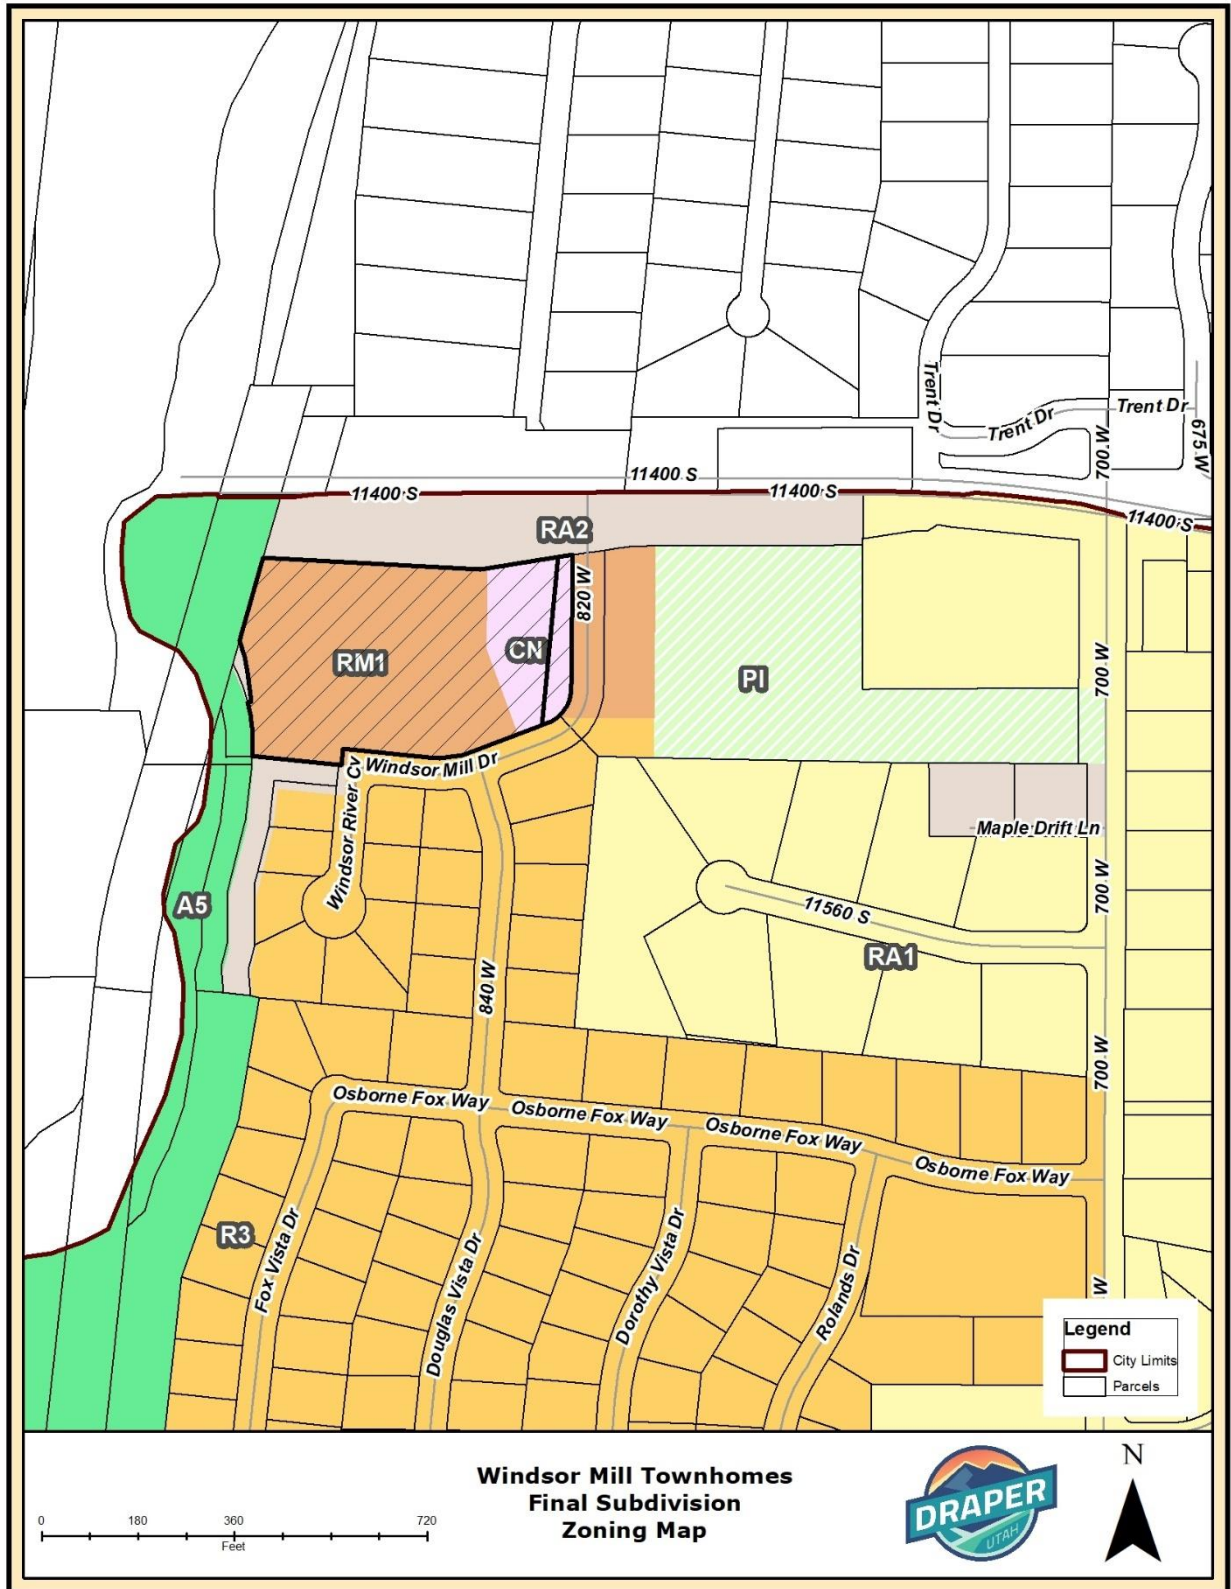 Trent Dr
Trent Dr
Trent Dr
700 W
675 W
11400 S
11400 S
11400 S
11400 S
RA2
820 W
CN
RM1
PI
700 W
Windsor Mill Dr
Windsor River Cv
Maple Drift Ln
A5
11560 S
700 W
RA1
840 W
700 W
Osborne Fox Way
Osborne Fox Way
Osborne Fox Way
Osborne Fox Way
R3
Fox Vista Dr
Douglas Vista Dr
Dorothy Vista Dr
Rolands Dr
W
Legend
City Limits
Parcels
Windsor Mill Townhomes
Final Subdivision
Zoning Map
0 180 360 720
Feet
DRAPER
UTAH
N